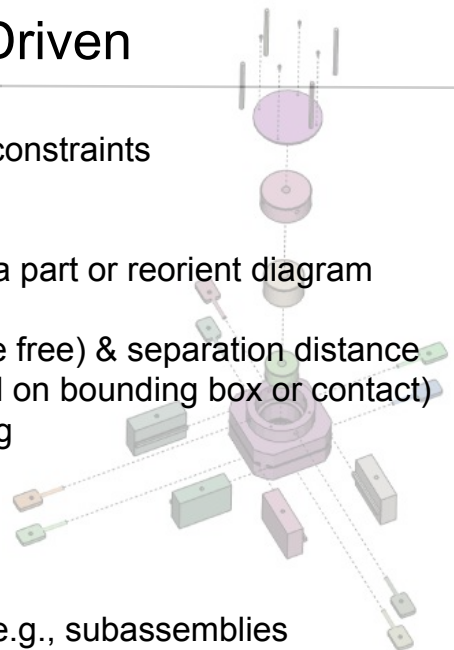 Driven
constraints
a part or reorient diagram
e free) & separation distance
l on bounding box or contact)
g
e.g., subassemblies